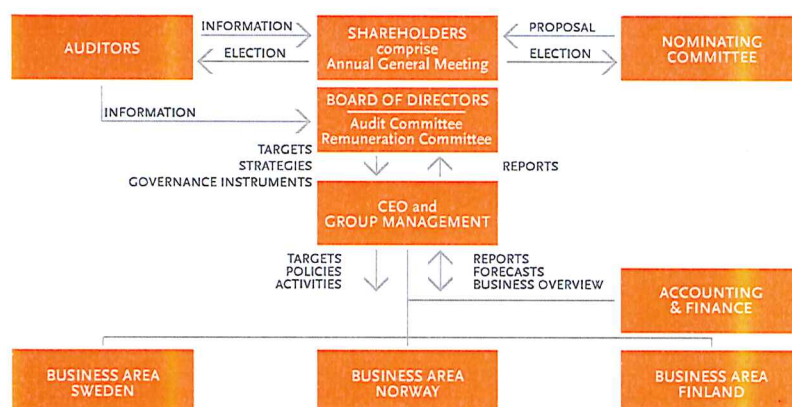 INFORMATION
AUDITORS
ELECTION
SHAREHOLDERS
comprise
Annual General Meeting
PROPOSAL
ELECTION
NOMINATING
COMMITTEE
INFORMATION
BOARD OF DIRECTORS
Audit Committee
Remuneration Committee
TARGETS
STRATEGIES
GOVERNANCE INSTRUMENTS
REPORTS
CEO and
GROUP MANAGEMENT
TARGETS
POLICIES
ACTIVITIES
REPORTS
FORECASTS
BUSINESS OVERVIEW
ACCOUNTING
& FINANCE
BUSINESS AREA
SWEDEN
BUSINESS AREA
NORWAY
BUSINESS AREA
FINLAND